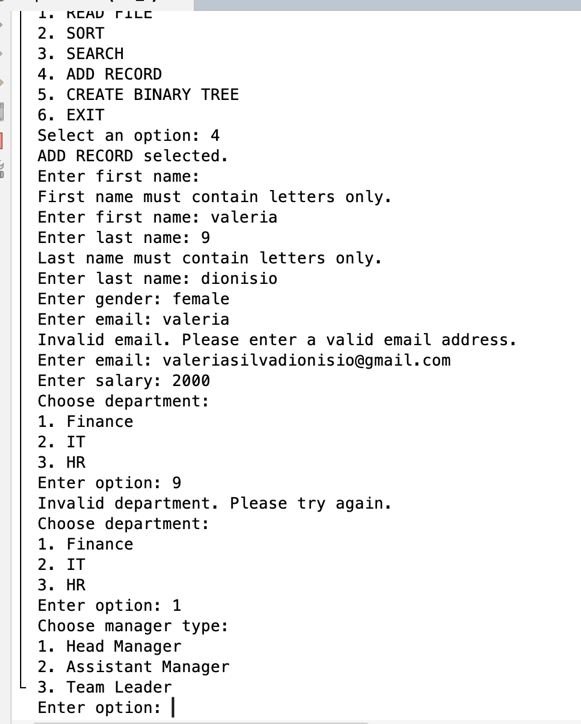 1. READ FILE
2. SORT
3. SEARCH
4. ADD RECORD
5. CREATE BINARY TREE
6. EXIT
Select an option: 4
ADD RECORD selected.
Enter first name:
First name must contain letters only.
Enter first name: valeria
Enter last name: 9
Last name must contain letters only.
Enter last name: dionisio
Enter gender: female
Enter email: valeria
Invalid email. Please enter a valid email address.
Enter email: valeriasilvadionisio@gmail.com
Enter salary: 2000
Choose department:
1. Finance
2. IT
3. HR
Enter option: 9
Invalid department. Please try again.
Choose department:
1. Finance
2. IT
3. HR
Enter option: 1
Choose manager type:
1. Head Manager
2. Assistant Manager
3. Team Leader
Enter option: